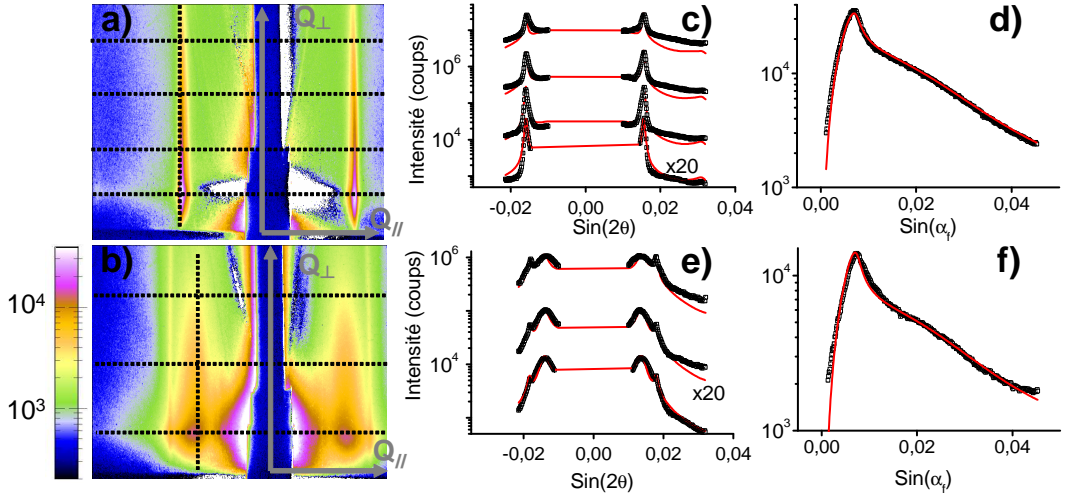 a)
Q⊥
Q//
b)
Q⊥
Q//
10⁴
10³
c)
Intensité (coups)
10⁶
10⁴
x20
-0,02 0,00 0,02 0,04
Sin(2θ)
d)
10⁴
10³
0,00 0,02 0,04
Sin(αf)
e)
Intensité (coups)
10⁶
10⁴
x20
-0,02 0,00 0,02 0,04
Sin(2θ)
f)
10⁴
10³
0,00 0,02 0,04
Sin(αf)